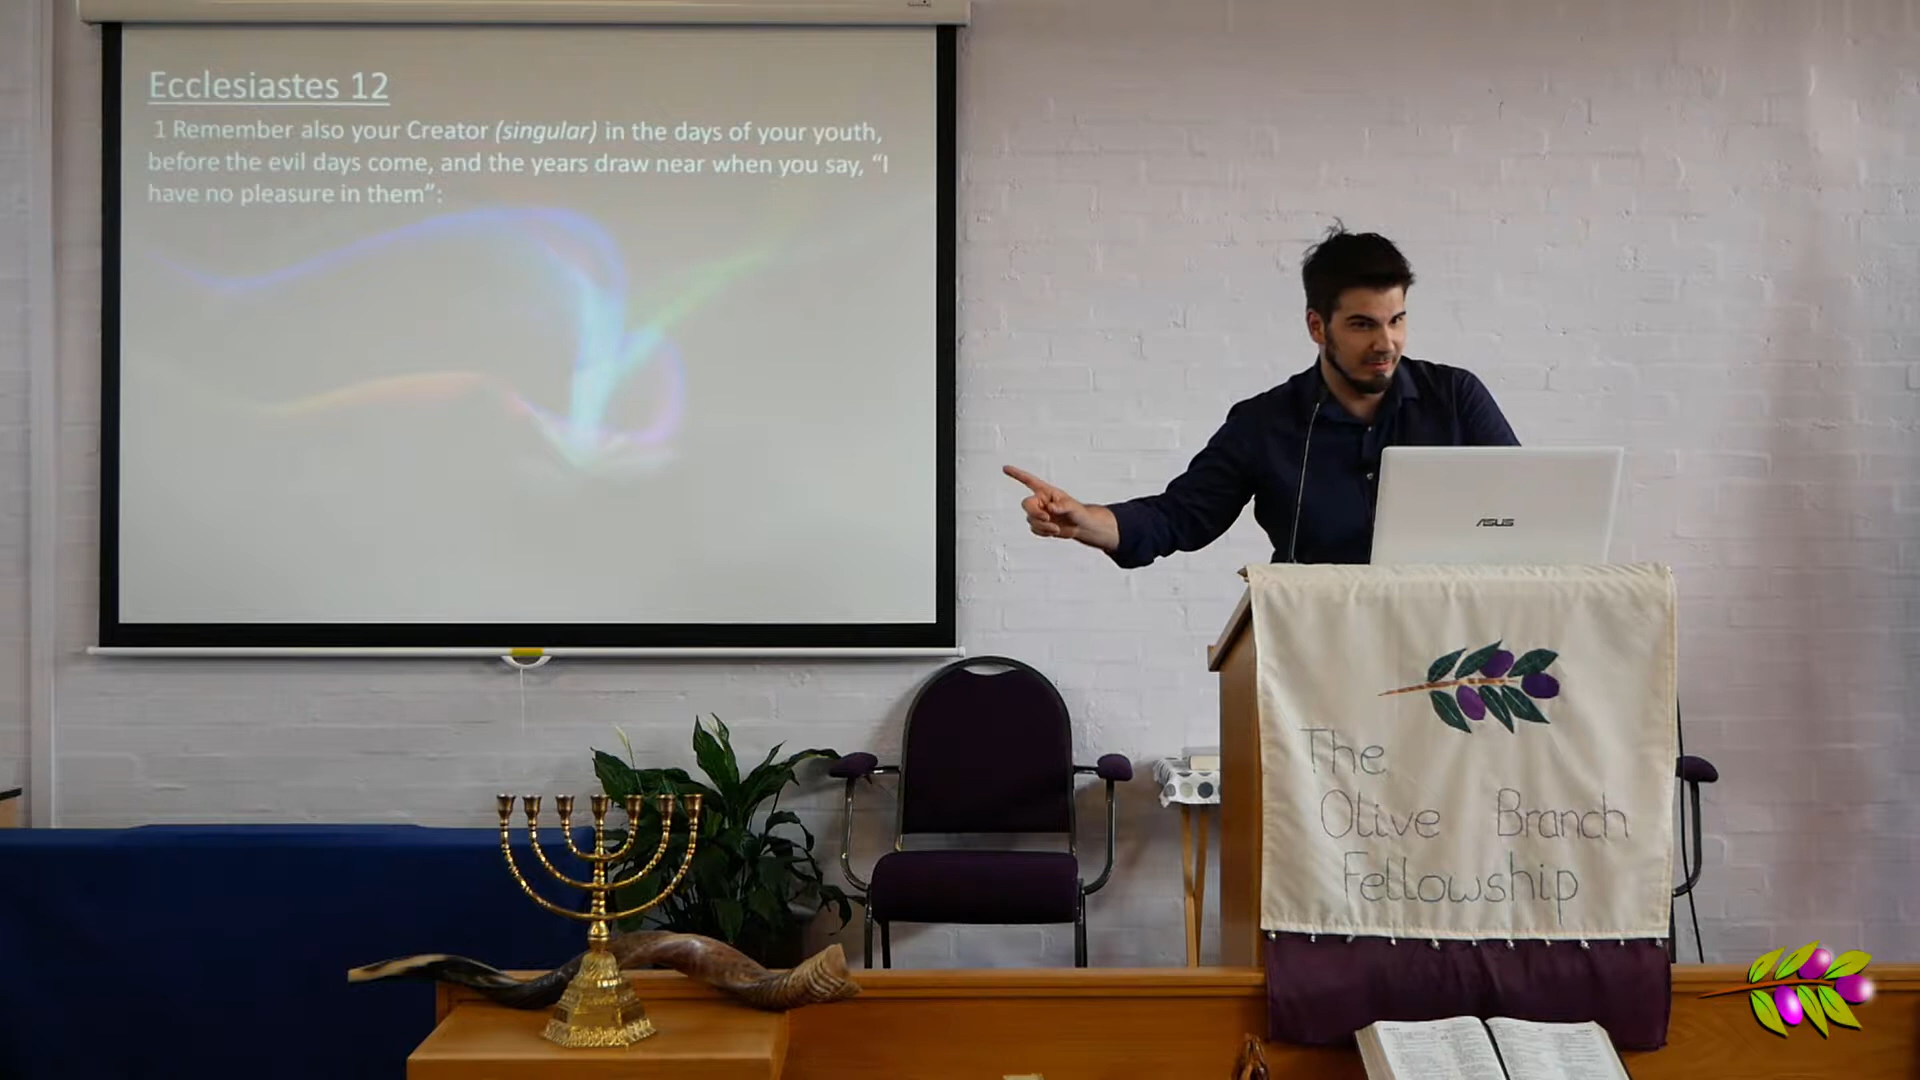 Ecclesiastes 12
1 Remember also your Creator (singular) in the days of your youth,
before the evil days come, and the years draw near when you say, “I
have no pleasure in them”:
ASUS
The
Olive Branch
Fellowship